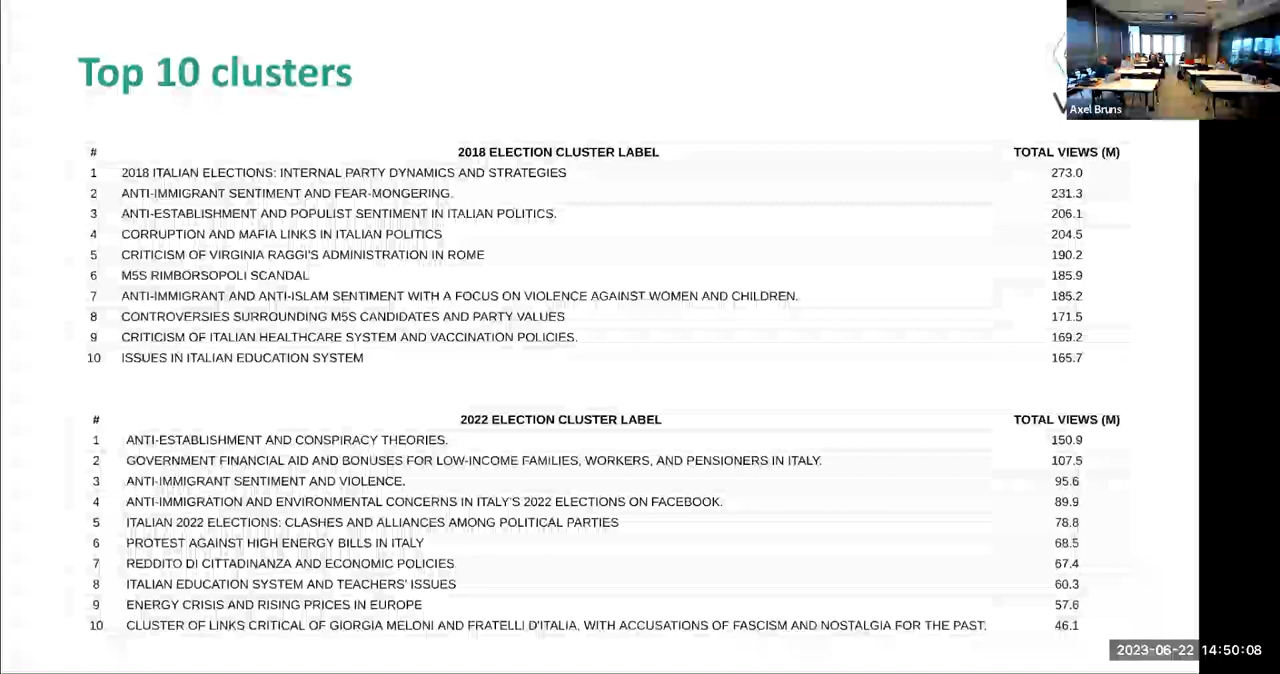 Top 10 clusters
Axel Bruns
# 2018 ELECTION CLUSTER LABEL TOTAL VIEWS (M)
1 2018 ITALIAN ELECTIONS: INTERNAL PARTY DYNAMICS AND STRATEGIES 273.0
2 ANTI-IMMIGRANT SENTIMENT AND FEAR-MONGERING. 231.3
3 ANTI-ESTABLISHMENT AND POPULIST SENTIMENT IN ITALIAN POLITICS. 206.1
4 CORRUPTION AND MAFIA LINKS IN ITALIAN POLITICS 204.5
5 CRITICISM OF VIRGINIA RAGGI'S ADMINISTRATION IN ROME 190.2
6 M5S RIMBORSOPOLI SCANDAL 185.9
7 ANTI-IMMIGRANT AND ANTI-ISLAM SENTIMENT WITH A FOCUS ON VIOLENCE AGAINST WOMEN AND CHILDREN. 185.2
8 CONTROVERSIES SURROUNDING M5S CANDIDATES AND PARTY VALUES 171.5
9 CRITICISM OF ITALIAN HEALTHCARE SYSTEM AND VACCINATION POLICIES. 169.2
10 ISSUES IN ITALIAN EDUCATION SYSTEM 165.7
# 2022 ELECTION CLUSTER LABEL TOTAL VIEWS (M)
1 ANTI-ESTABLISHMENT AND CONSPIRACY THEORIES. 150.9
2 GOVERNMENT FINANCIAL AID AND BONUSES FOR LOW-INCOME FAMILIES, WORKERS, AND PENSIONERS IN ITALY. 107.5
3 ANTI-IMMIGRANT SENTIMENT AND VIOLENCE. 95.6
4 ANTI-IMMIGRATION AND ENVIRONMENTAL CONCERNS IN ITALY'S 2022 ELECTIONS ON FACEBOOK. 89.9
5 ITALIAN 2022 ELECTIONS: CLASHES AND ALLIANCES AMONG POLITICAL PARTIES 78.8
6 PROTEST AGAINST HIGH ENERGY BILLS IN ITALY 68.5
7 REDDITO DI CITTADINANZA AND ECONOMIC POLICIES 67.4
8 ITALIAN EDUCATION SYSTEM AND TEACHERS' ISSUES 60.3
9 ENERGY CRISIS AND RISING PRICES IN EUROPE 57.6
10 CLUSTER OF LINKS CRITICAL OF GIORGIA MELONI AND FRATELLI D'ITALIA, WITH ACCUSATIONS OF FASCISM AND NOSTALGIA FOR THE PAST. 46.1
2023-06-22 14:50:08